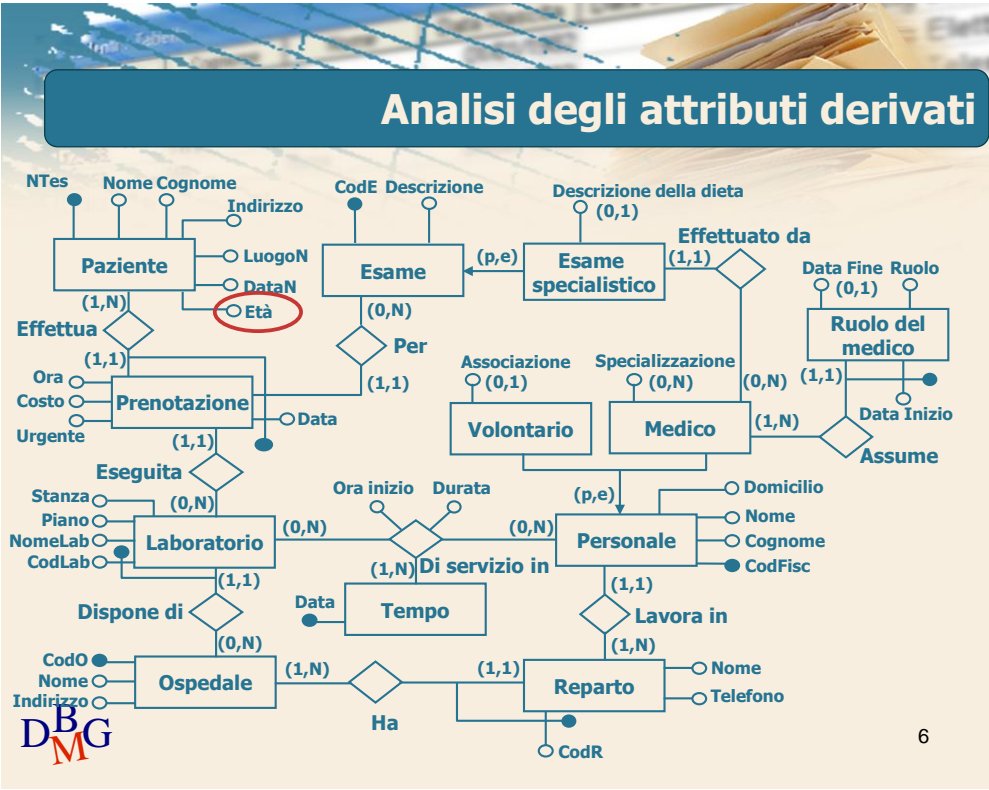 Analisi degli attributi derivati
NTes
Nome Cognome
Indirizzo
LuogoN
DataN
Età
Paziente
(1,N)
Effettua
(1,1)
CodE Descrizione
Esame
(0,N)
Per
(1,1)
(p,e)
Descrizione della dieta
(0,1)
Esame
specialistico
(1,1)
Effettuato da
(0,N)
Data Fine Ruolo
(0,1)
Ruolo del
medico
(1,1)
Data Inizio
Assume
(1,N)
Ora
Costo
Urgente
Prenotazione
Data
(1,1)
Eseguita
(0,N)
Associazione
(0,1)
Volontario
Specializzazione
(0,N)
Medico
(p,e)
Stanza
Piano
NomeLab
CodLab
Laboratorio
(0,N)
(1,1)
Ora inizio
Durata
Di servizio in
(1,N)
(0,N)
Data
Tempo
Personale
Domicilio
Nome
Cognome
CodFisc
(1,1)
Lavora in
(1,N)
Dispone di
(0,N)
CodO
Nome
Indirizzo
Ospedale
(1,N)
Ha
(1,1)
Reparto
Nome
Telefono
CodR
DBMG
6